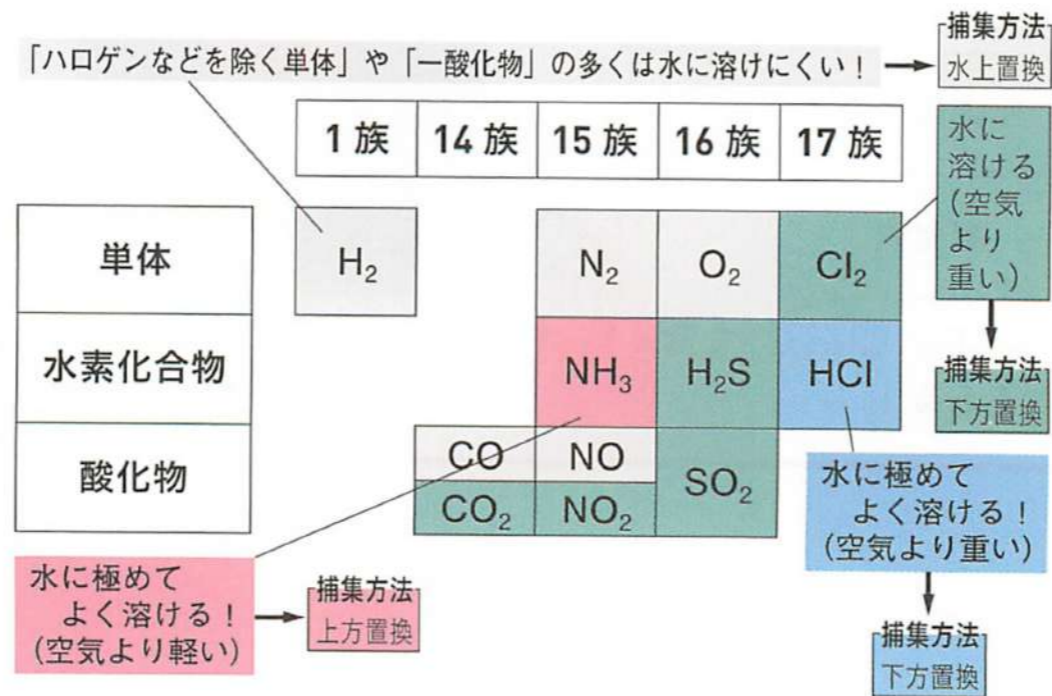 「ハロゲンなどを除く単体」や「一酸化物」の多くは水に溶けにくい！
捕集方法
水上置換
1族 14族 15族 16族 17族
水に
溶ける
(空気
より
重い)
捕集方法
下方置換
単体 H₂ N₂ O₂ Cl₂
水素化合物 NH₃ H₂S HCl
酸化物 CO NO SO₂
CO₂ NO₂
水に極めて
よく溶ける！
(空気より重い)
捕集方法
下方置換
水に極めて
よく溶ける！
(空気より軽い)
捕集方法
上方置換